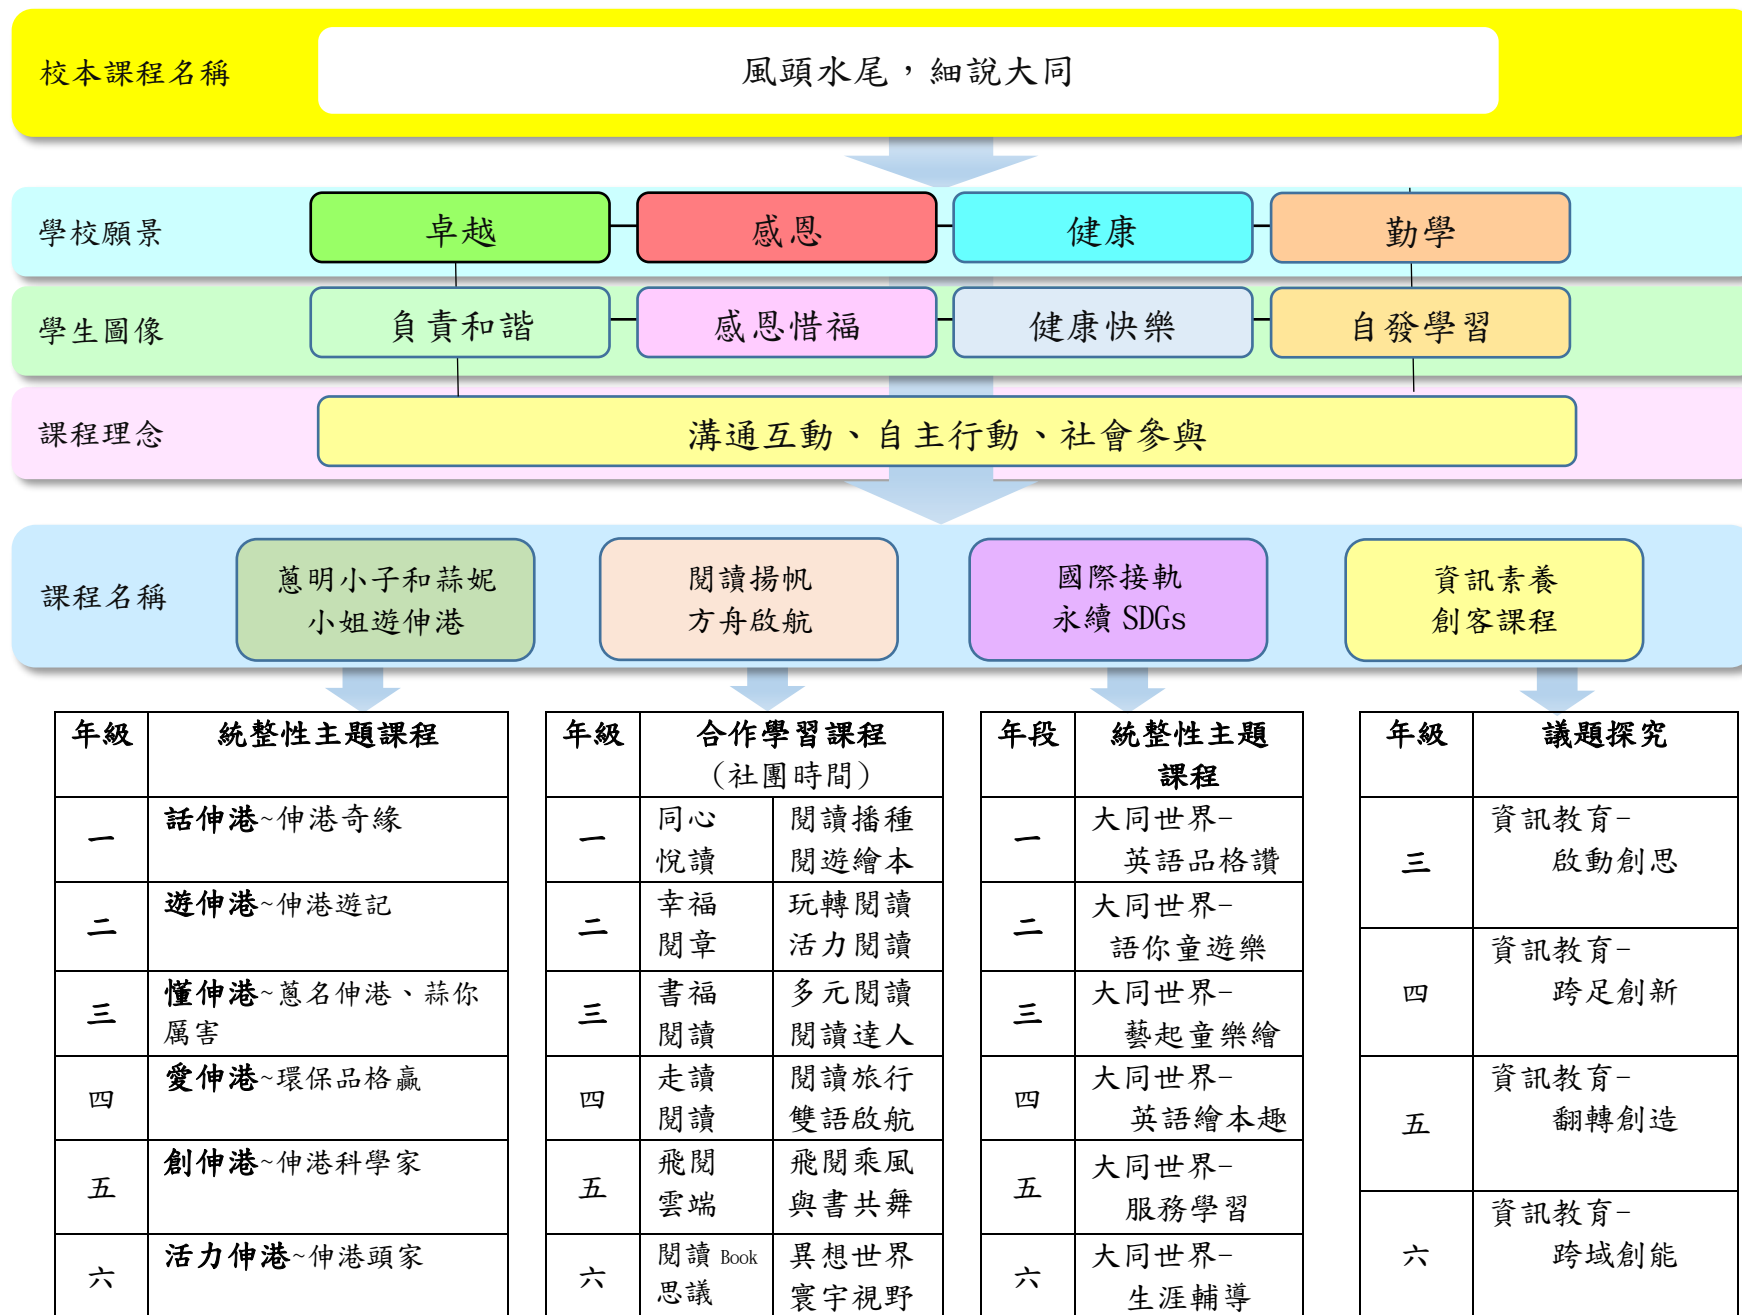 校本課程名稱
風頭水尾，細說大同
學校願景
卓越
感恩
健康
勤學
學生圖像
負責和諧
感恩惜福
健康快樂
自發學習
課程理念
溝通互動、自主行動、社會參與
課程名稱
蔥明小子和蒜妮
小姐遊伸港
閱讀揚帆
方舟啟航
國際接軌
永續 SDGs
資訊素養
創客課程
年級
統整性主題課程
一
話伸港~伸港奇緣
二
遊伸港~伸港遊記
三
懂伸港~蔥名伸港、蒜你
厲害
四
愛伸港~環保品格贏
五
創伸港~伸港科學家
六
活力伸港~伸港頭家
年級
合作學習課程
（社團時間）
一
同心
悅讀
閱讀播種
閱遊繪本
二
幸福
閱章
玩轉閱讀
活力閱讀
三
書福
閱讀
多元閱讀
閱讀達人
四
走讀
閱讀
閱讀旅行
雙語啟航
五
飛閱
雲端
飛閱乘風
與書共舞
六
閱讀 Book
思議
異想世界
寰宇視野
年段
統整性主題
課程
一
大同世界-
英語品格讚
二
大同世界-
語你童遊樂
三
大同世界-
藝起童樂繪
四
大同世界-
英語繪本趣
五
大同世界-
服務學習
六
大同世界-
生涯輔導
年級
議題探究
三
資訊教育-
啟動創思
四
資訊教育-
跨足創新
五
資訊教育-
翻轉創造
六
資訊教育-
跨域創能